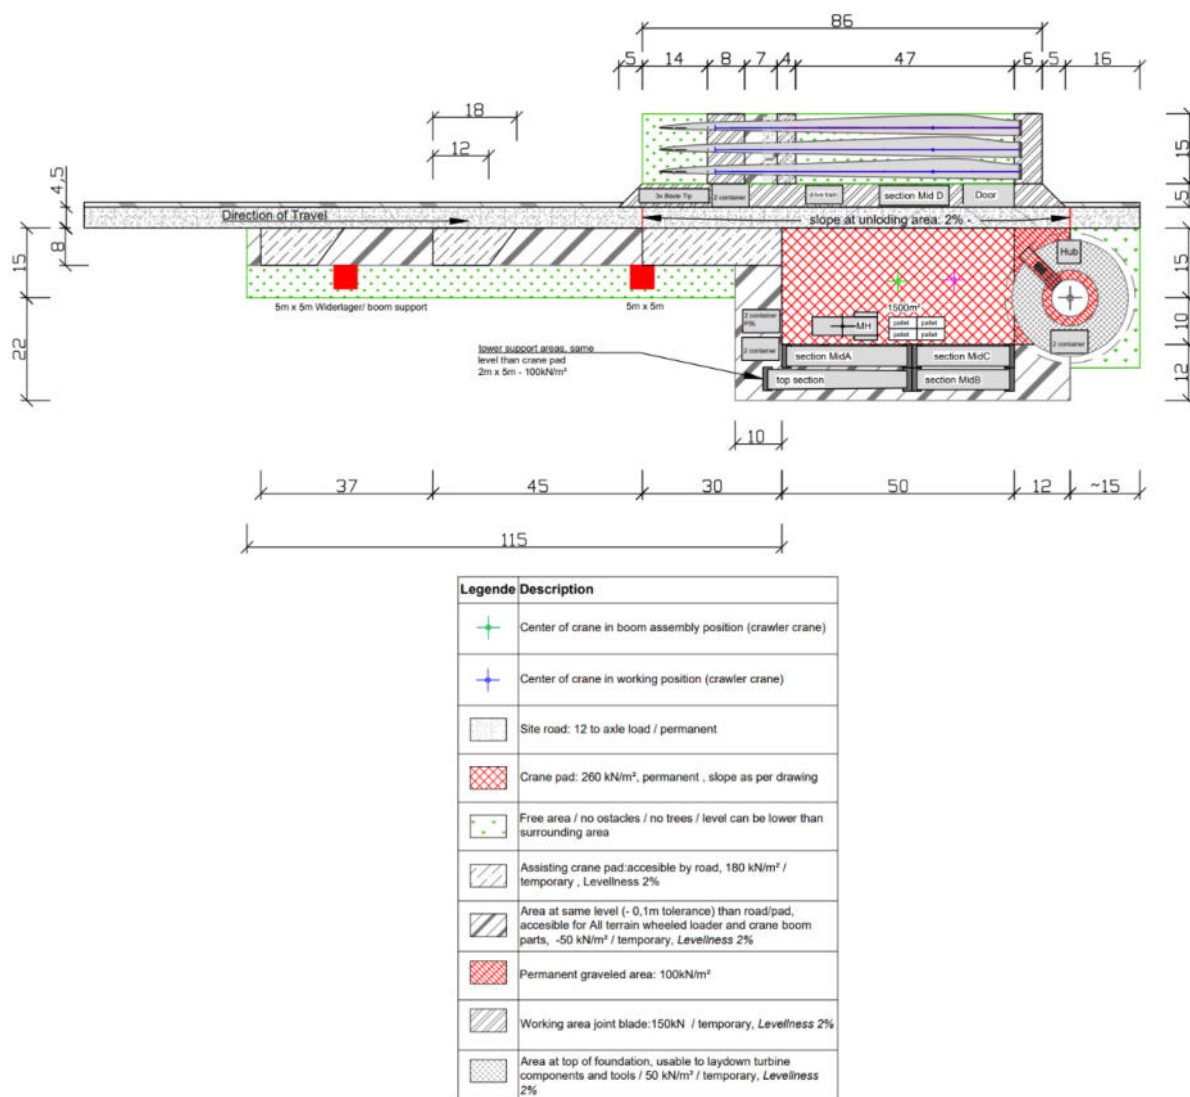 86
5 14 8 7 4 47 6 5 16
18
12
15
4,5
5
3x Blade Tip
2 container
drive train
section Mid D
Door
Direction of Travel
slope at unloding area: 2% -
8
15
Hub
15
5m x 5m Widerlager/ boom support
5m x 5m
1500m²
10
22
2 container
PSL
MH
pallet pallet
pallet pallet
2 container
2 container
tower support areas, same
level than crane pad
2m x 5m - 100kN/m²
section MidA
section MidC
top section
section MidB
12
10
37 45 30 50 12 ~15
115
Legende Description
Center of crane in boom assembly position (crawler crane)
Center of crane in working position (crawler crane)
Site road: 12 to axle load / permanent
Crane pad: 260 kN/m², permanent , slope as per drawing
Free area / no ostacles / no trees / level can be lower than
surrounding area
Assisting crane pad:accesible by road, 180 kN/m² /
temporary , Levellness 2%
Area at same level (- 0,1m tolerance) than road/pad,
accesible for All terrain wheeled loader and crane boom
parts, -50 kN/m² / temporary, Levellness 2%
Permanent graveled area: 100kN/m²
Working area joint blade:150kN / temporary, Levellness 2%
Area at top of foundation, usable to laydown turbine
components and tools / 50 kN/m² / temporary, Levellness
2%